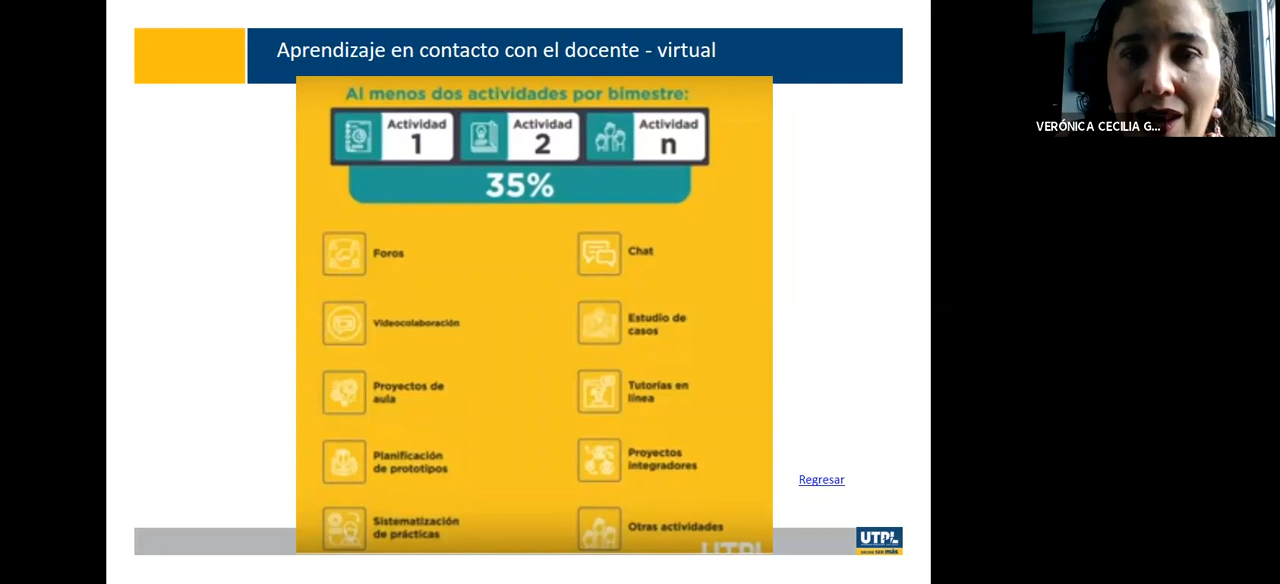 Aprendizaje en contacto con el docente - virtual
Al menos dos actividades por bimestre:
Actividad
1
Actividad
2
Actividad
n
35%
Foros
Chat
Videocolaboración
Estudio de
casos
Proyectos de
aula
Tutorías en
línea
Planificación
de prototipos
Proyectos
integradores
Sistematización
de prácticas
Otras actividades
Regresar
UTPL
UTPL
VERÓNICA CECILIA G...